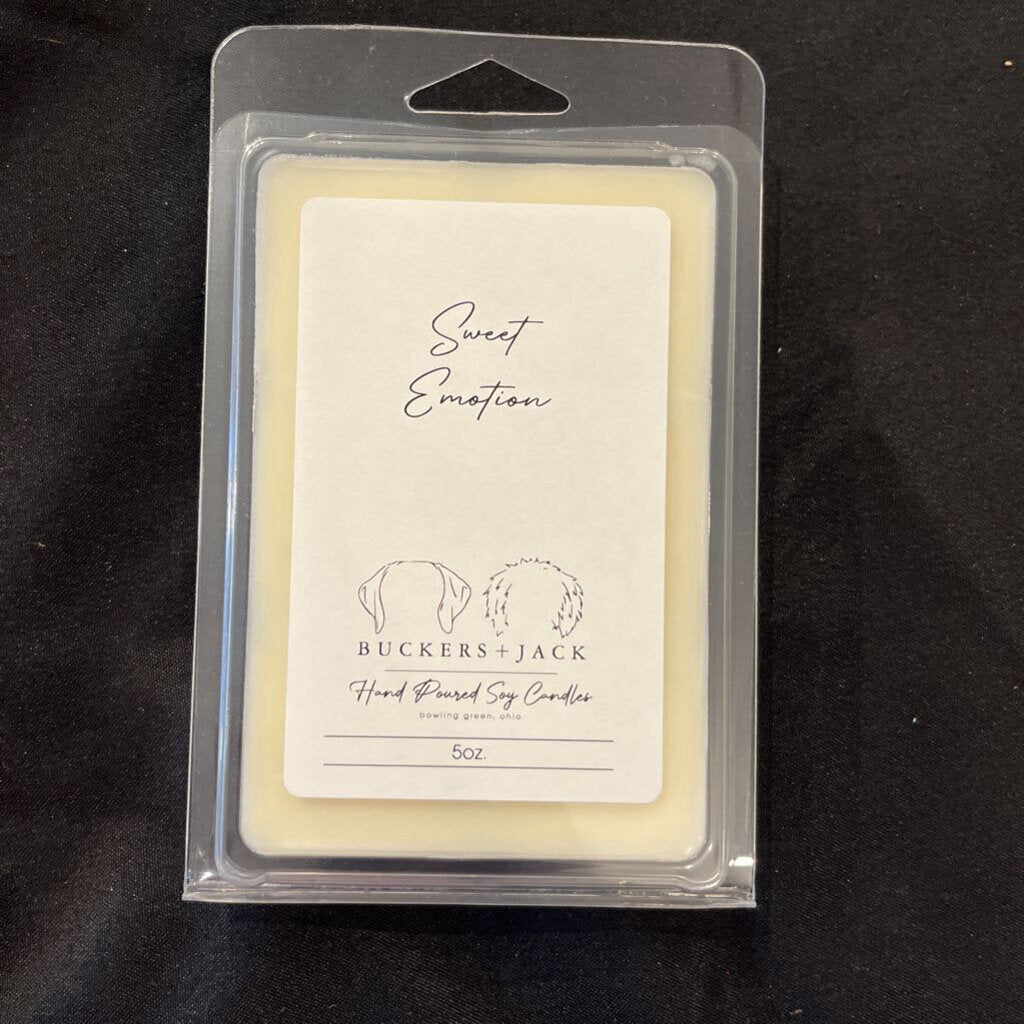 Sweet
Emotion
BUCKERS + JACK
Hand Poured Soy Candles
bowling green, ohio
5oz.